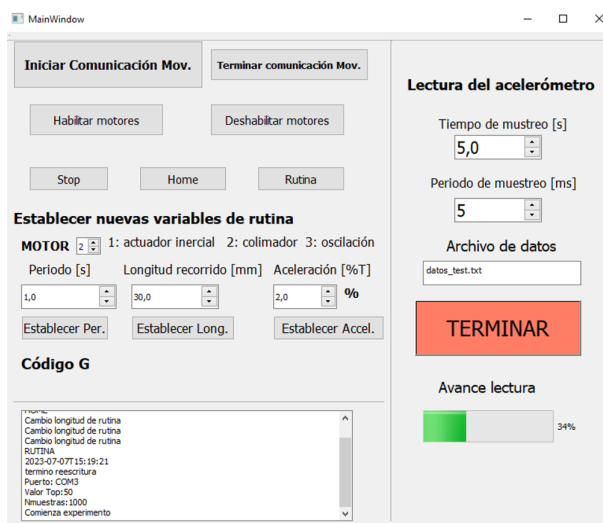 MainWindow
Iniciar Comunicación Mov.
Terminar comunicación Mov.
Habilitar motores
Deshabilitar motores
Stop
Home
Rutina
Establecer nuevas variables de rutina
MOTOR 2 1: actuador inercial 2: colimador 3: oscilación
Periodo [s] Longitud recorrido [mm] Aceleración [%T]
1,0 30,0 2,0 %
Establecer Per. Establecer Long. Establecer Accel.
Código G
HOME
Cambio longitud de rutina
Cambio longitud de rutina
Cambio longitud de rutina
RUTINA
2023-07-07T15:19:21
termino reescritura
Puerto: COM3
Valor Top:50
Nmuestras:1000
Comienza experimento
Lectura del acelerómetro
Tiempo de mustreo [s]
5,0
Periodo de muestreo [ms]
5
Archivo de datos
datos_test.txt
TERMINAR
Avance lectura
34%